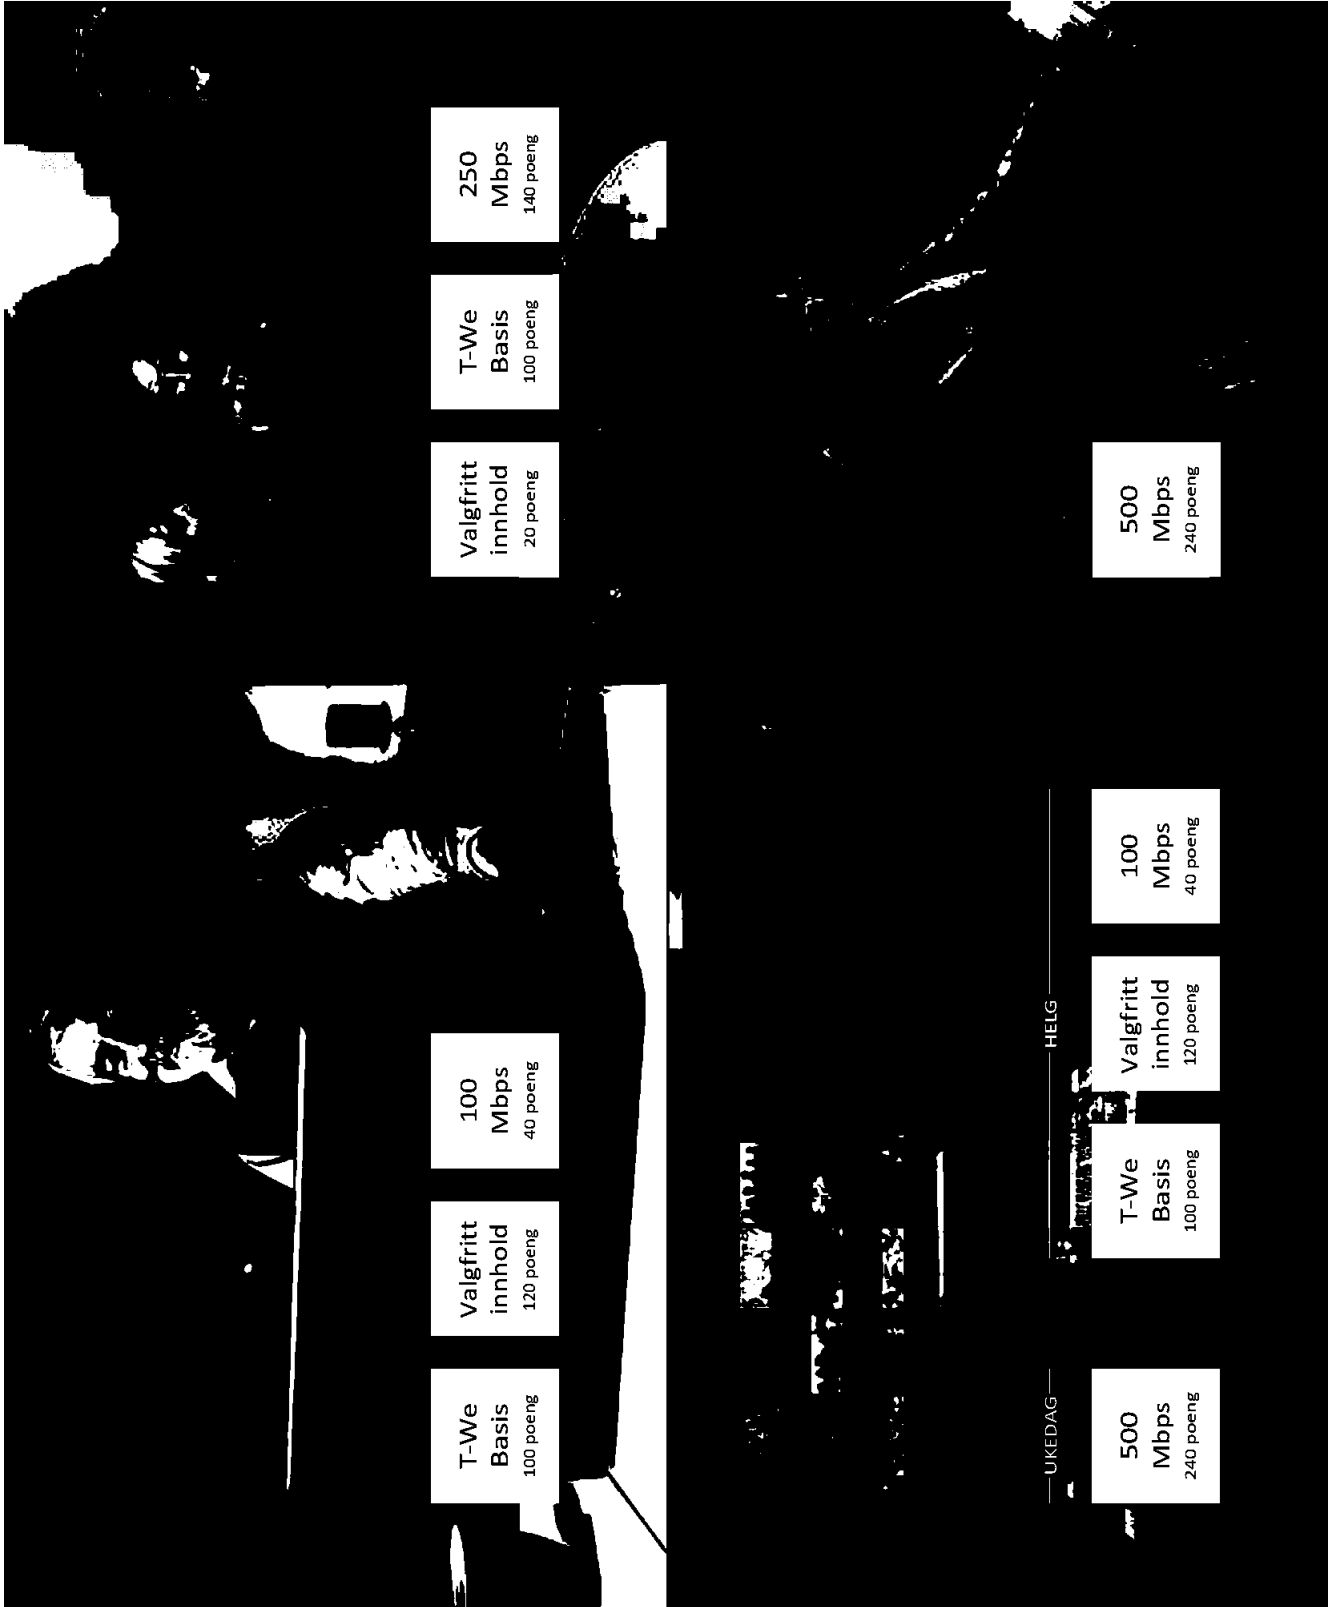 T-We
Basis
100 poeng
Valgfritt
innhold
120 poeng
100
Mbps
40 poeng
Valgfritt
innhold
20 poeng
T-We
Basis
100 poeng
250
Mbps
140 poeng
UKEDAG
500
Mbps
240 poeng
HELG
T-We
Basis
100 poeng
Valgfritt
innhold
120 poeng
100
Mbps
40 poeng
500
Mbps
240 poeng